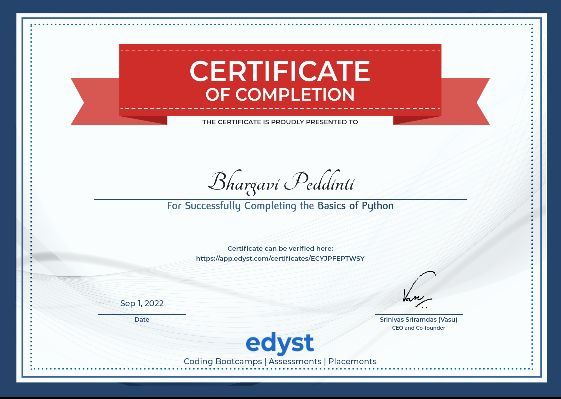 CERTIFICATE
OF COMPLETION
THE CERTIFICATE IS PROUDLY PRESENTED TO
Bhargavi Peddinti
For Successfully Completing the Basics of Python
Certificate can be verified here:
https://app.edyst.com/certificates/ECYJPFEPTWSY
Sep 1, 2022
Date
Srinivas Sriramdas (Vasu)
CEO and Co-founder
edyst
Coding Bootcamps | Assessments | Placements